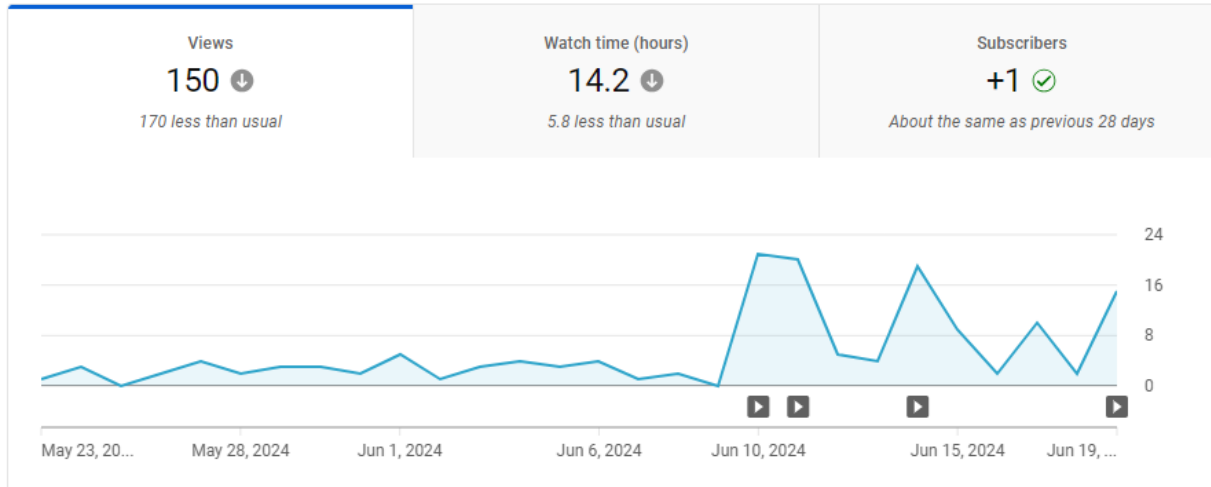 Views
150
170 less than usual
Watch time (hours)
14.2
5.8 less than usual
Subscribers
+1
About the same as previous 28 days
24
16
8
0
May 23, 20...
May 28, 2024
Jun 1, 2024
Jun 6, 2024
Jun 10, 2024
Jun 15, 2024
Jun 19, ...